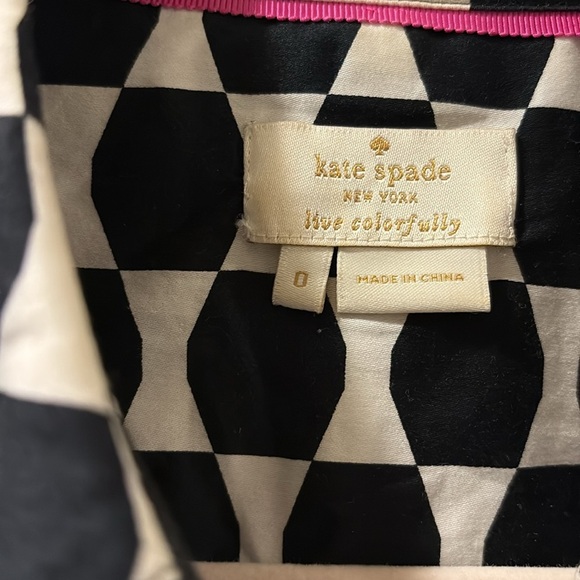 kate spade
NEW YORK
live colorfully
0
MADE IN CHINA